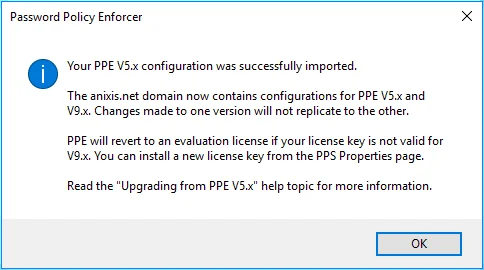 Password Policy Enforcer
Your PPE V5.x configuration was successfully imported.
The anixis.net domain now contains configurations for PPE V5.x and
V9.x. Changes made to one version will not replicate to the other.
PPE will revert to an evaluation license if your license key is not valid for
V9.x. You can install a new license key from the PPS Properties page.
Read the "Upgrading from PPE V5.x" help topic for more information.
OK